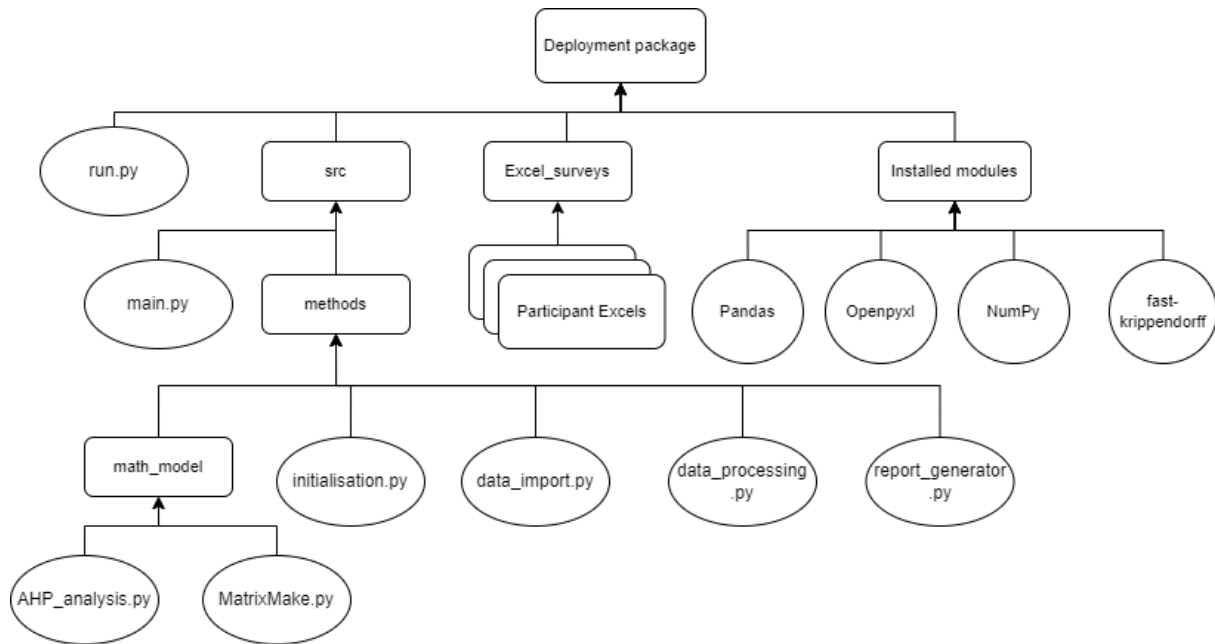 Deployment package
run.py
src
Excel_surveys
Installed modules
main.py
methods
Participant Excels
Pandas
Openpyxl
NumPy
fast-
krippendorff
math_model
initialisation.py
data_import.py
data_processing
.py
report_generator
.py
AHP_analysis.py
MatrixMake.py